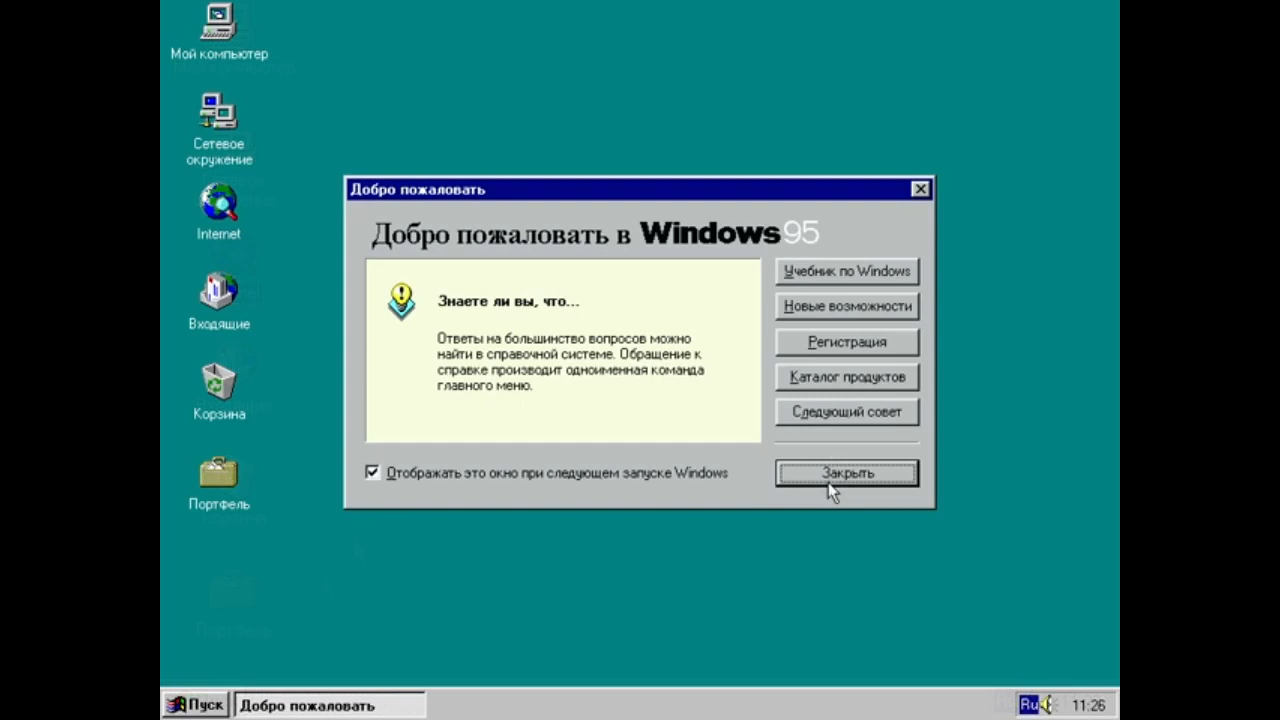 Мой компьютер
Сетевое
окружение
Internet
Входящие
Корзина
Портфель
Добро пожаловать
Добро пожаловать в Windows 95
Знаете ли вы, что...
Ответы на большинство вопросов можно
найти в справочной системе. Обращение к
справке производит одноименная команда
главного меню.
Учебник по Windows
Новые возможности
Регистрация
Каталог продуктов
Следующий совет
Отображать это окно при следующем запуске Windows
Закрыть
Пуск
Добро пожаловать
Ru
11:26